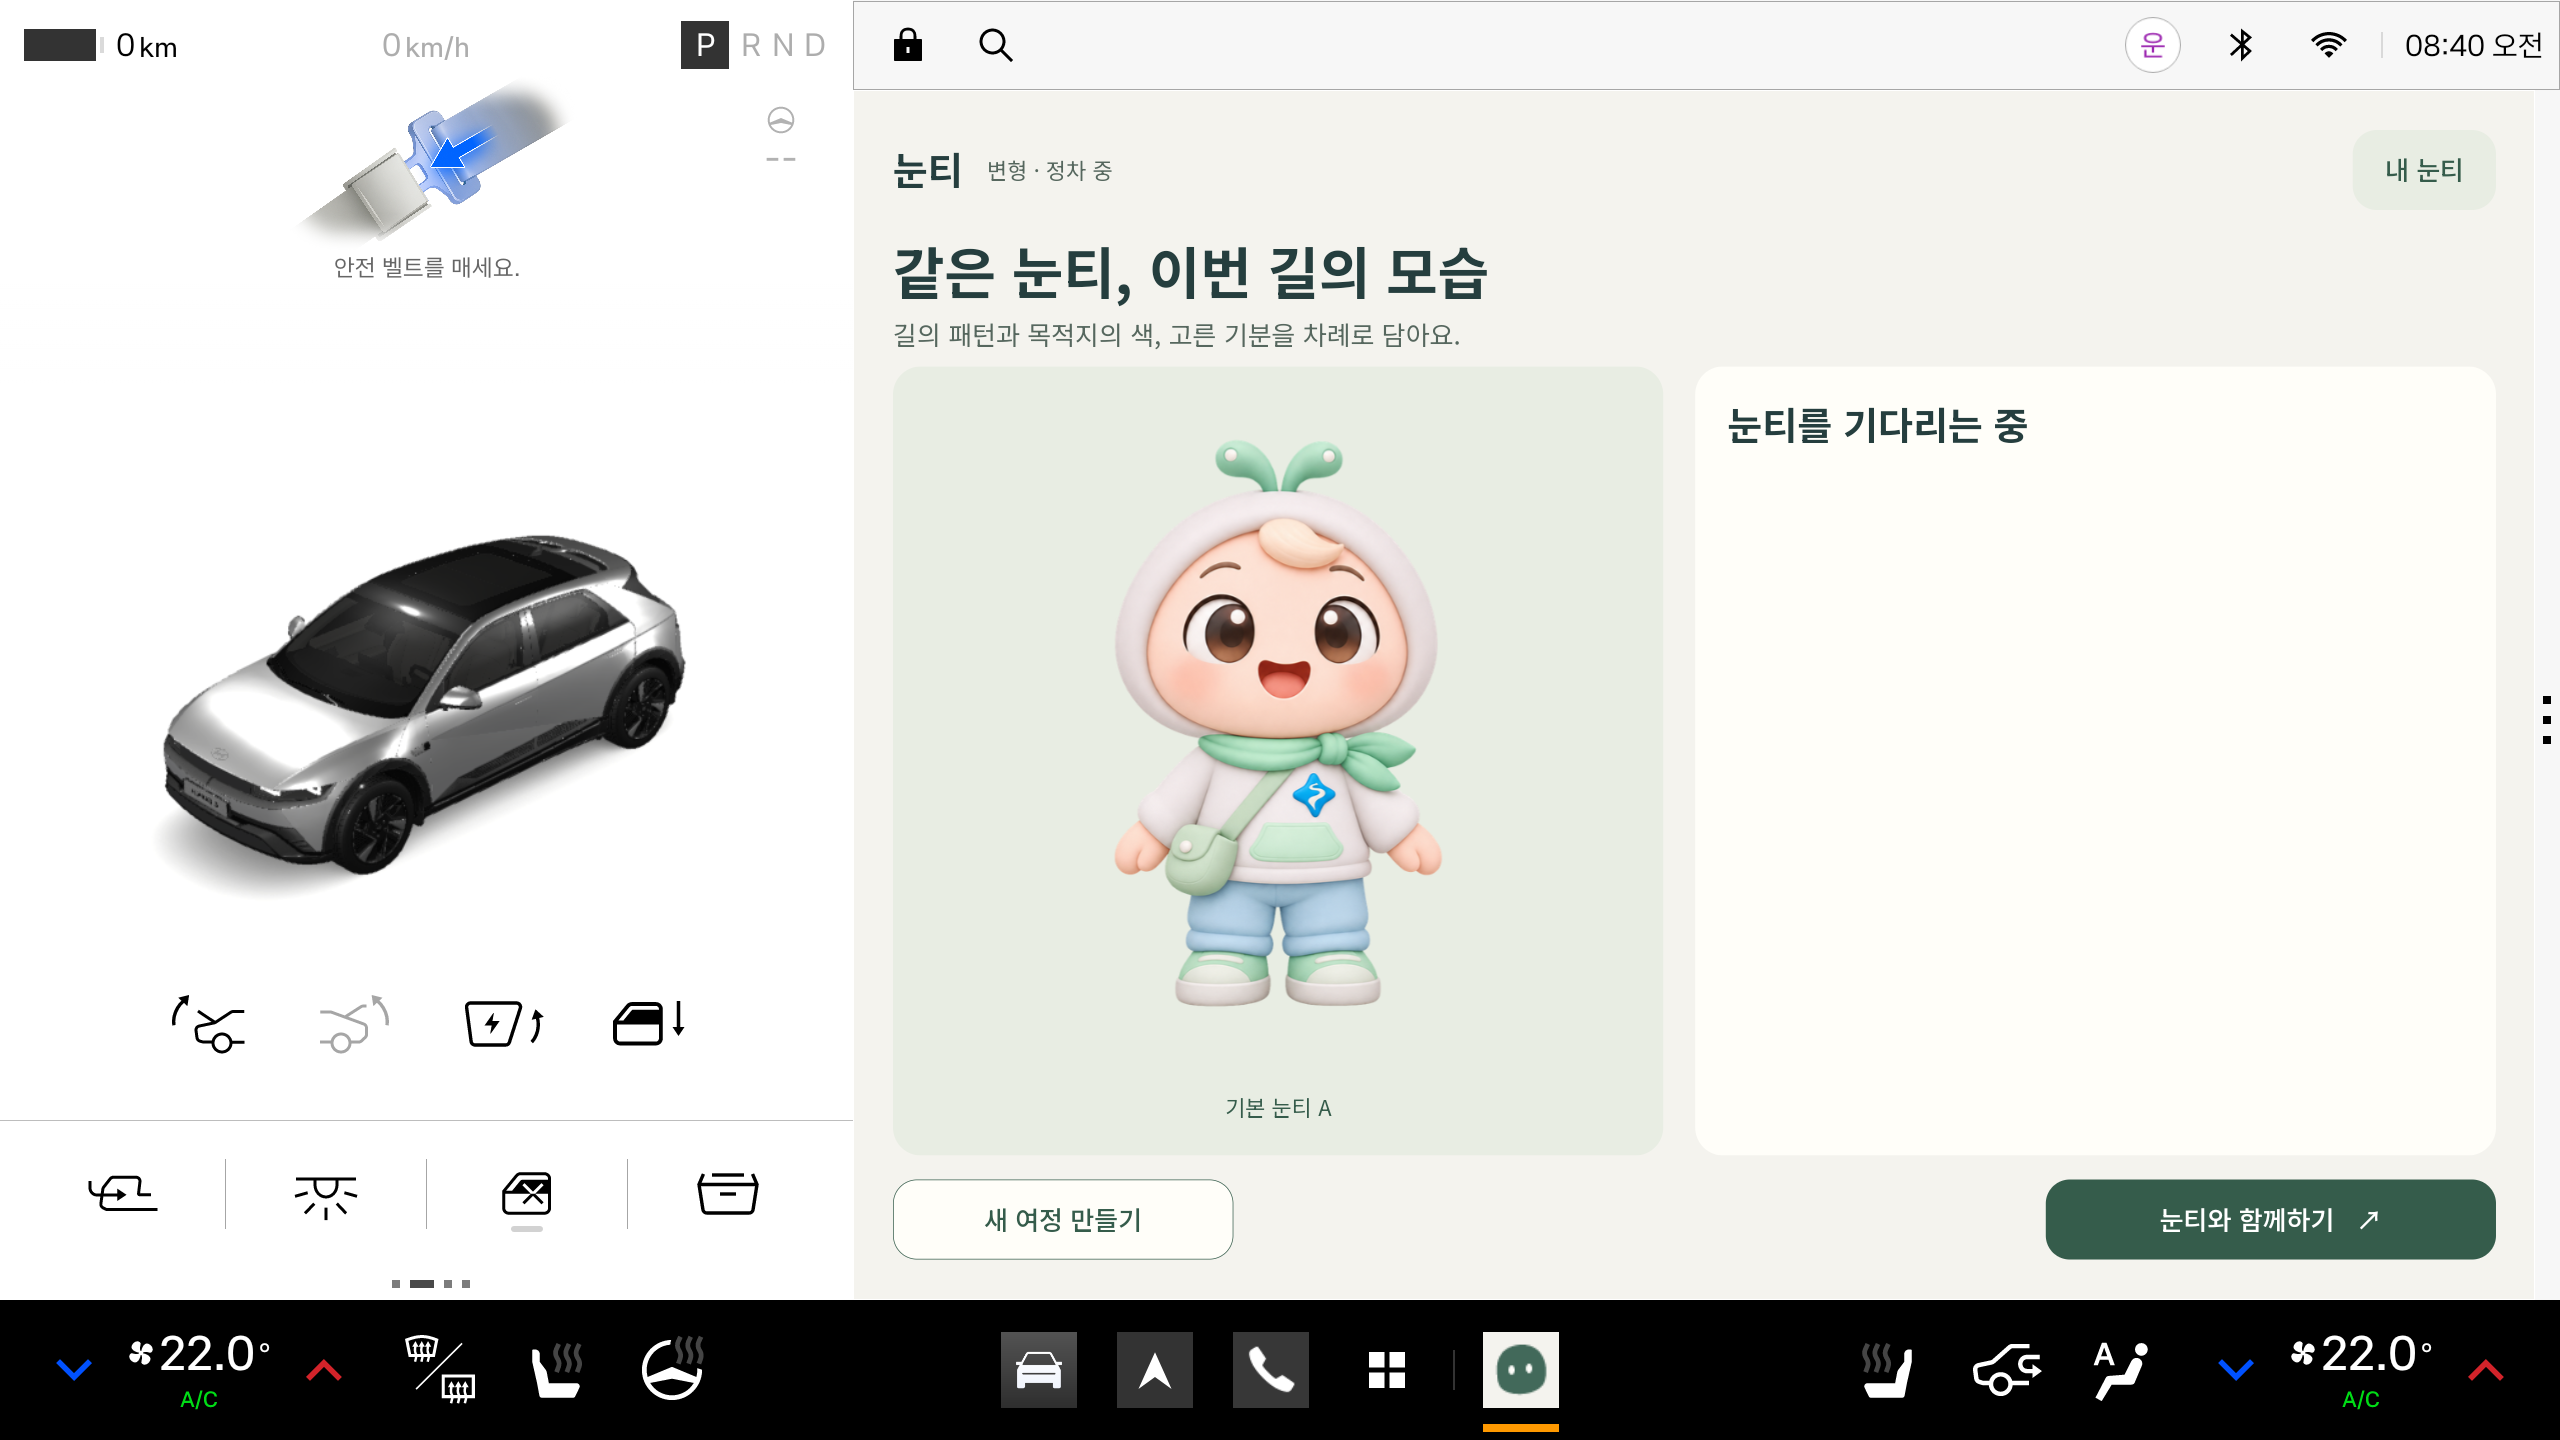 0 km
0 km/h
P R N D
운
08:40 오전
안전 벨트를 매세요.
눈티
변형 · 정차 중
내 눈티
같은 눈티, 이번 길의 모습
길의 패턴과 목적지의 색, 고른 기분을 차례로 담아요.
눈티를 기다리는 중
기본 눈티 A
새 여정 만들기
눈티와 함께하기 ↗
22.0°
A/C
A
22.0°
A/C